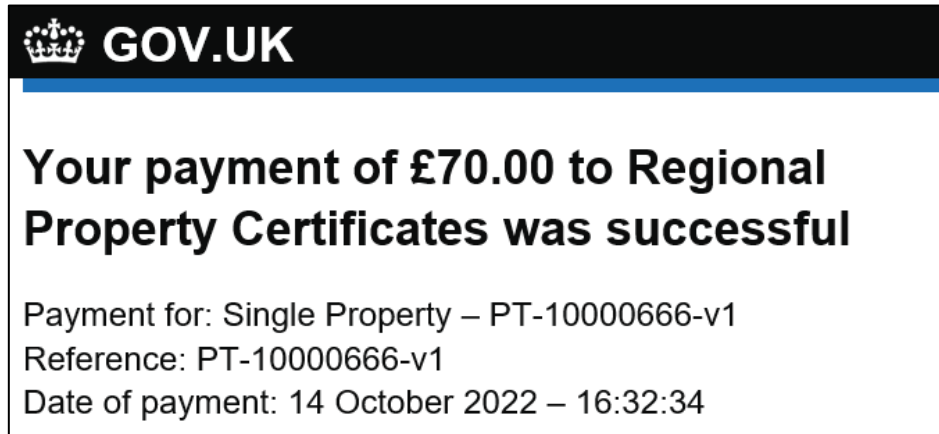 GOV.UK
Your payment of £70.00 to Regional
Property Certificates was successful
Payment for: Single Property – PT-10000666-v1
Reference: PT-10000666-v1
Date of payment: 14 October 2022 – 16:32:34